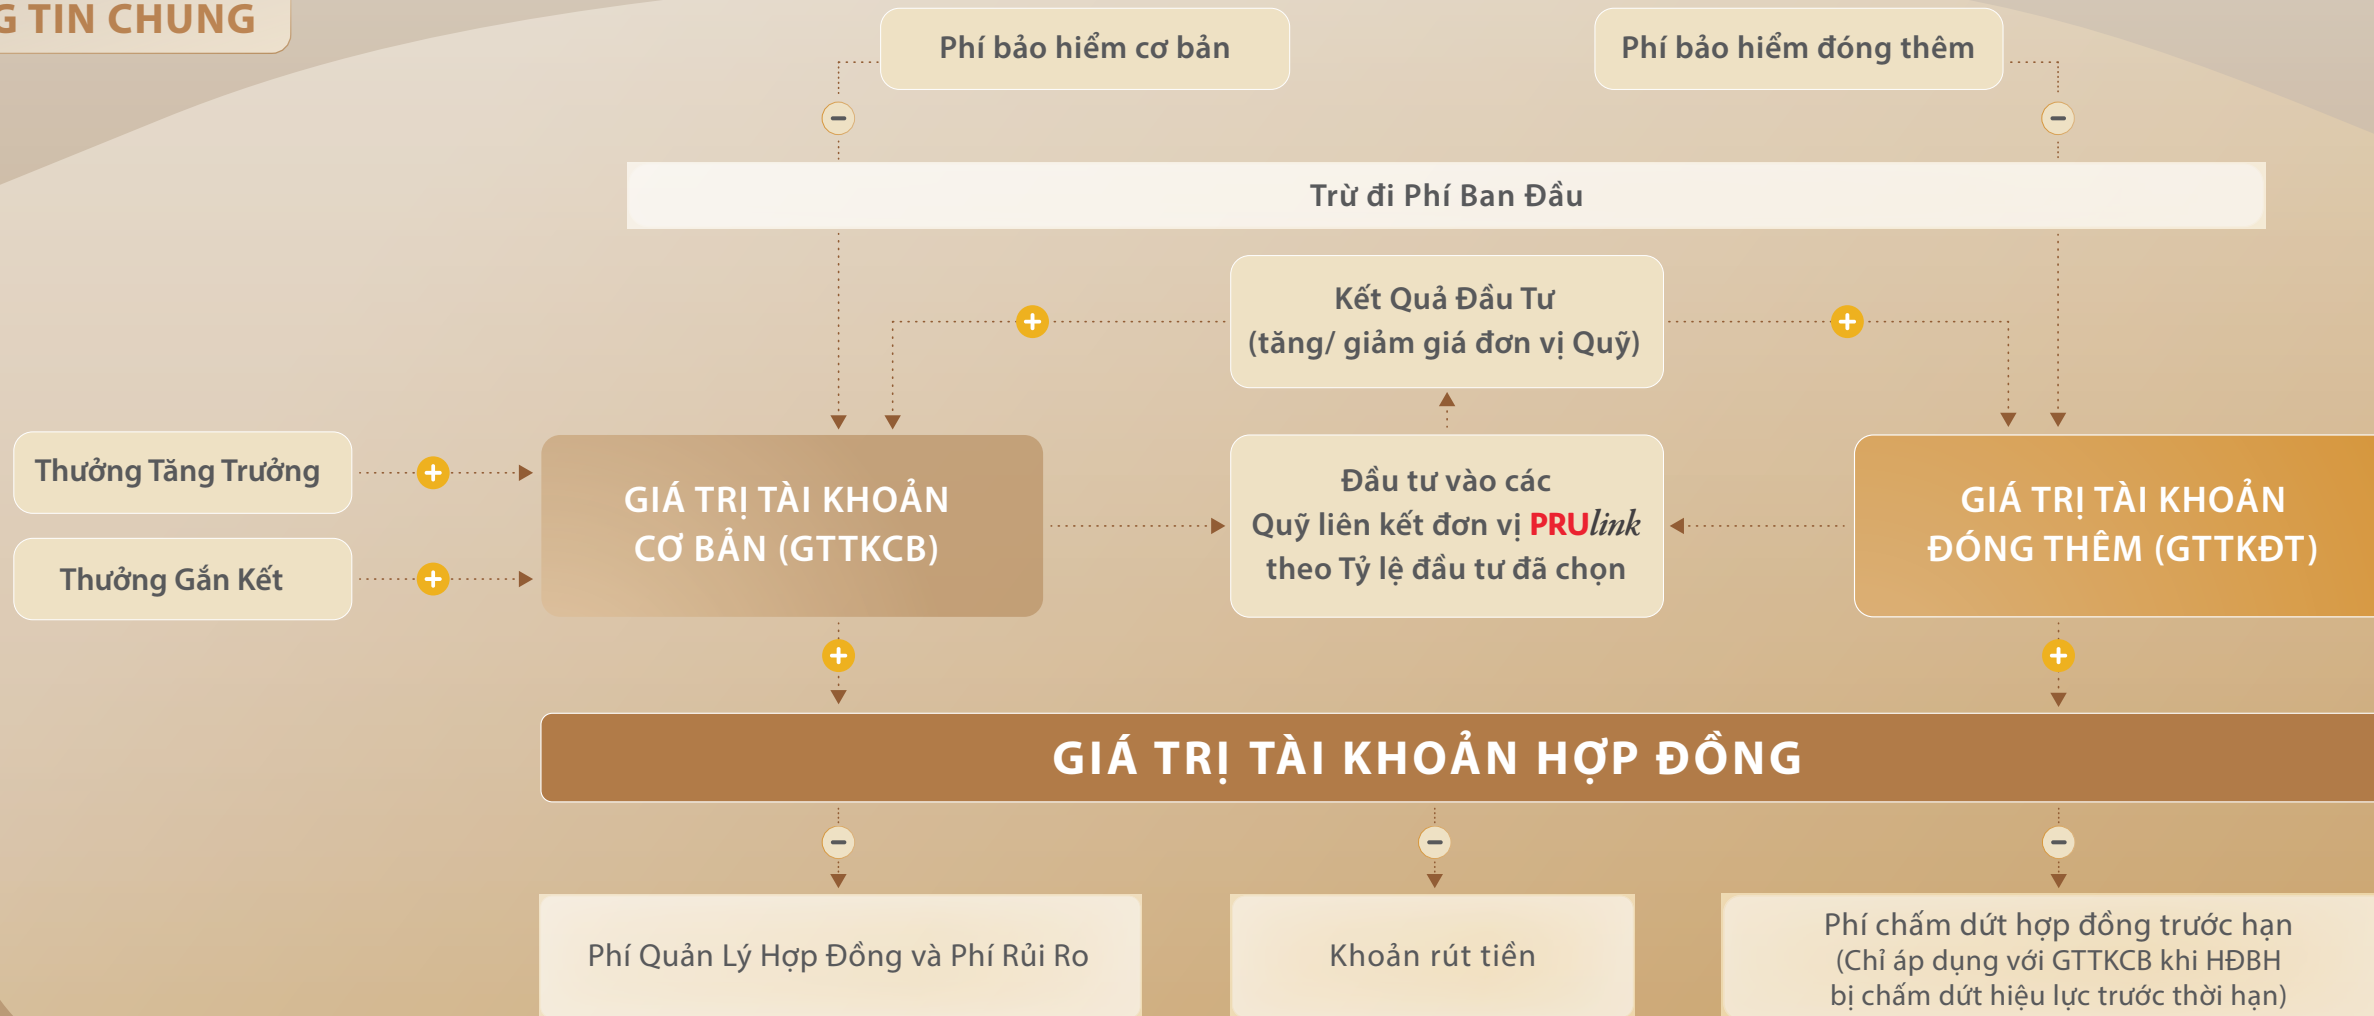 G TIN CHUNG
Phí bảo hiểm cơ bản
Phí bảo hiểm đóng thêm
Trừ đi Phí Ban Đầu
Kết Quả Đầu Tư
(tăng/ giảm giá đơn vị Quỹ)
Thưởng Tăng Trưởng
Thưởng Gắn Kết
GIÁ TRỊ TÀI KHOẢN
CƠ BẢN (GTTKCB)
Đầu tư vào các
Quỹ liên kết đơn vị PRUlink
theo Tỷ lệ đầu tư đã chọn
GIÁ TRỊ TÀI KHOẢN
ĐÓNG THÊM (GTTKĐT)
GIÁ TRỊ TÀI KHOẢN HỢP ĐỒNG
Phí Quản Lý Hợp Đồng và Phí Rủi Ro
Khoản rút tiền
Phí chấm dứt hợp đồng trước hạn
(Chỉ áp dụng với GTTKCB khi HĐBH
bị chấm dứt hiệu lực trước thời hạn)